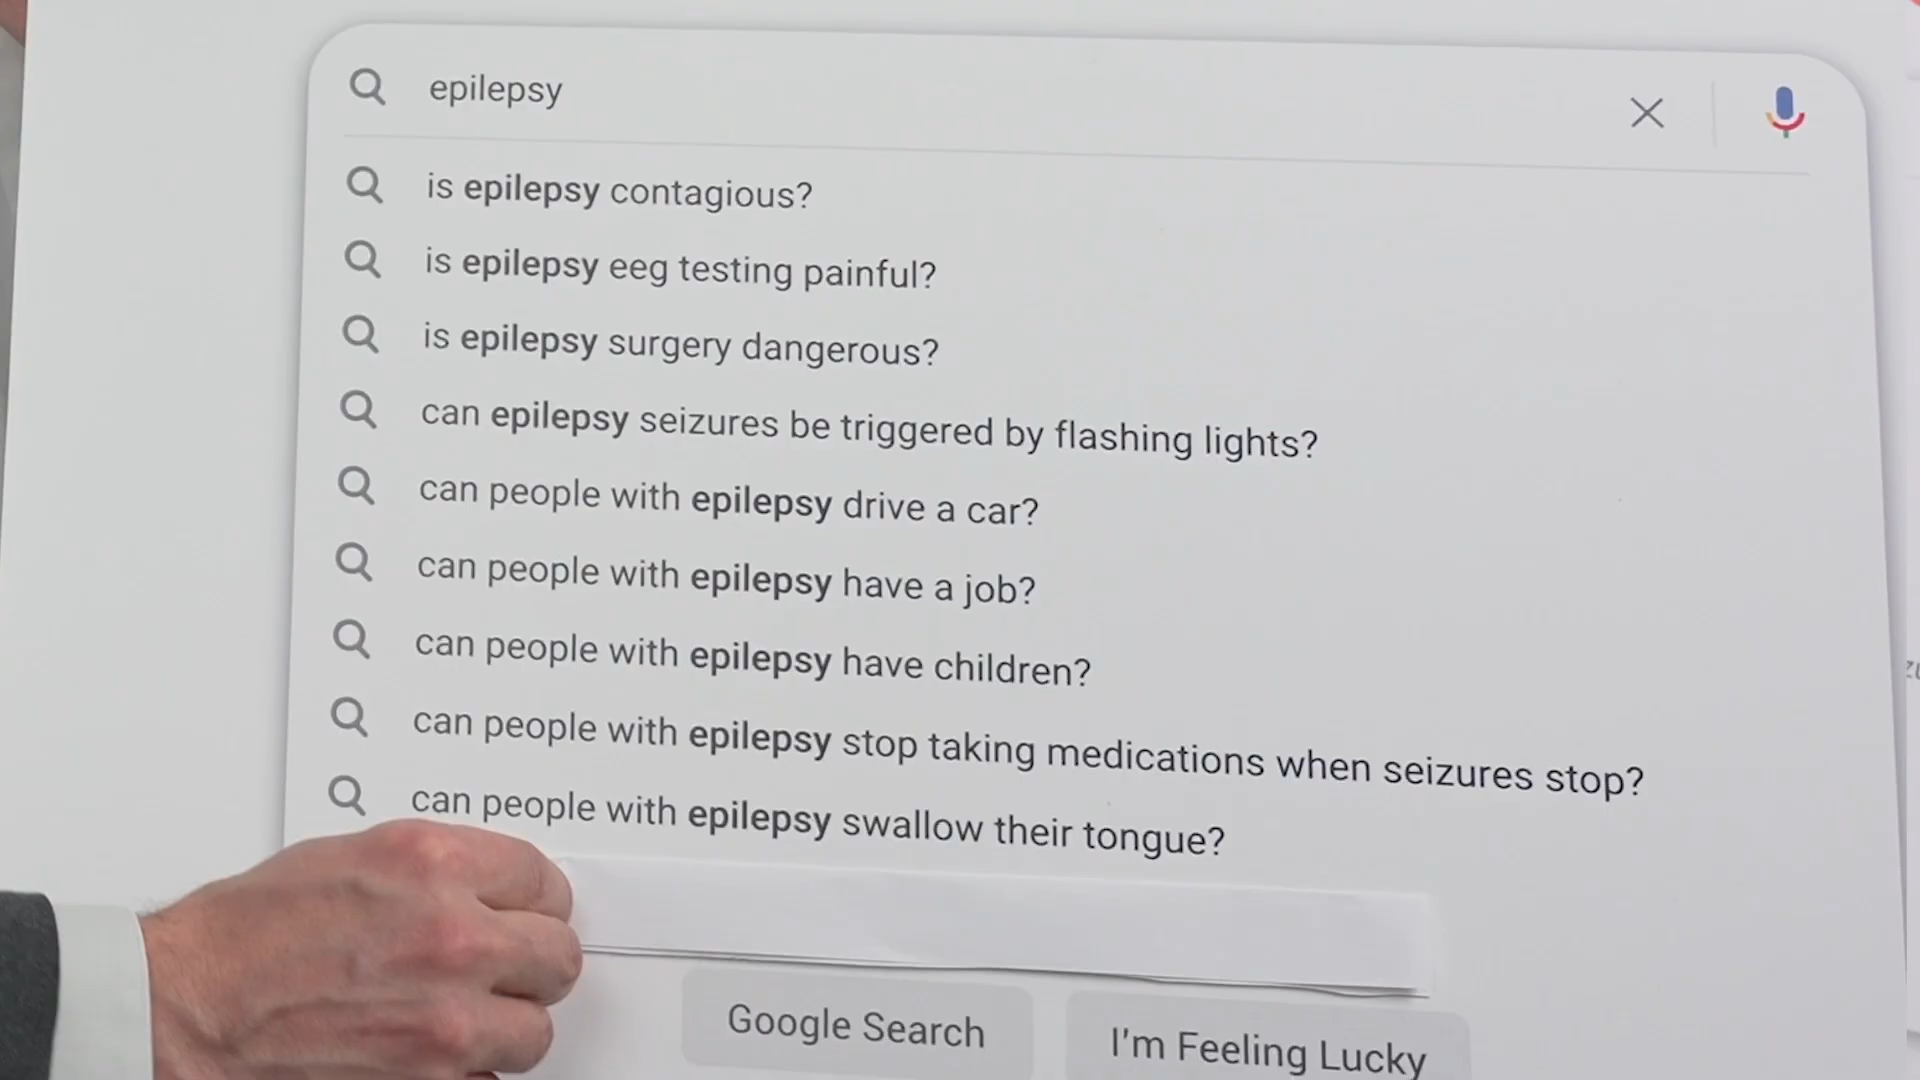 epilepsy
is epilepsy contagious?
is epilepsy eeg testing painful?
is epilepsy surgery dangerous?
can epilepsy seizures be triggered by flashing lights?
can people with epilepsy drive a car?
can people with epilepsy have a job?
can people with epilepsy have children?
can people with epilepsy stop taking medications when seizures stop?
can people with epilepsy swallow their tongue?
Google Search
I'm Feeling Lucky